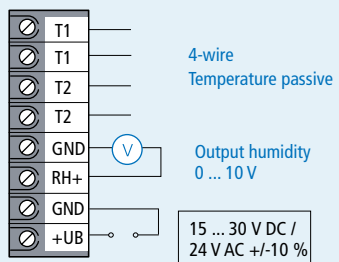 T1
T1
T2
T2
GND
RH+
GND
+UB
V
4-wire
Temperature passive
Output humidity
0 ... 10 V
15 ... 30 V DC /
24 V AC +/-10 %